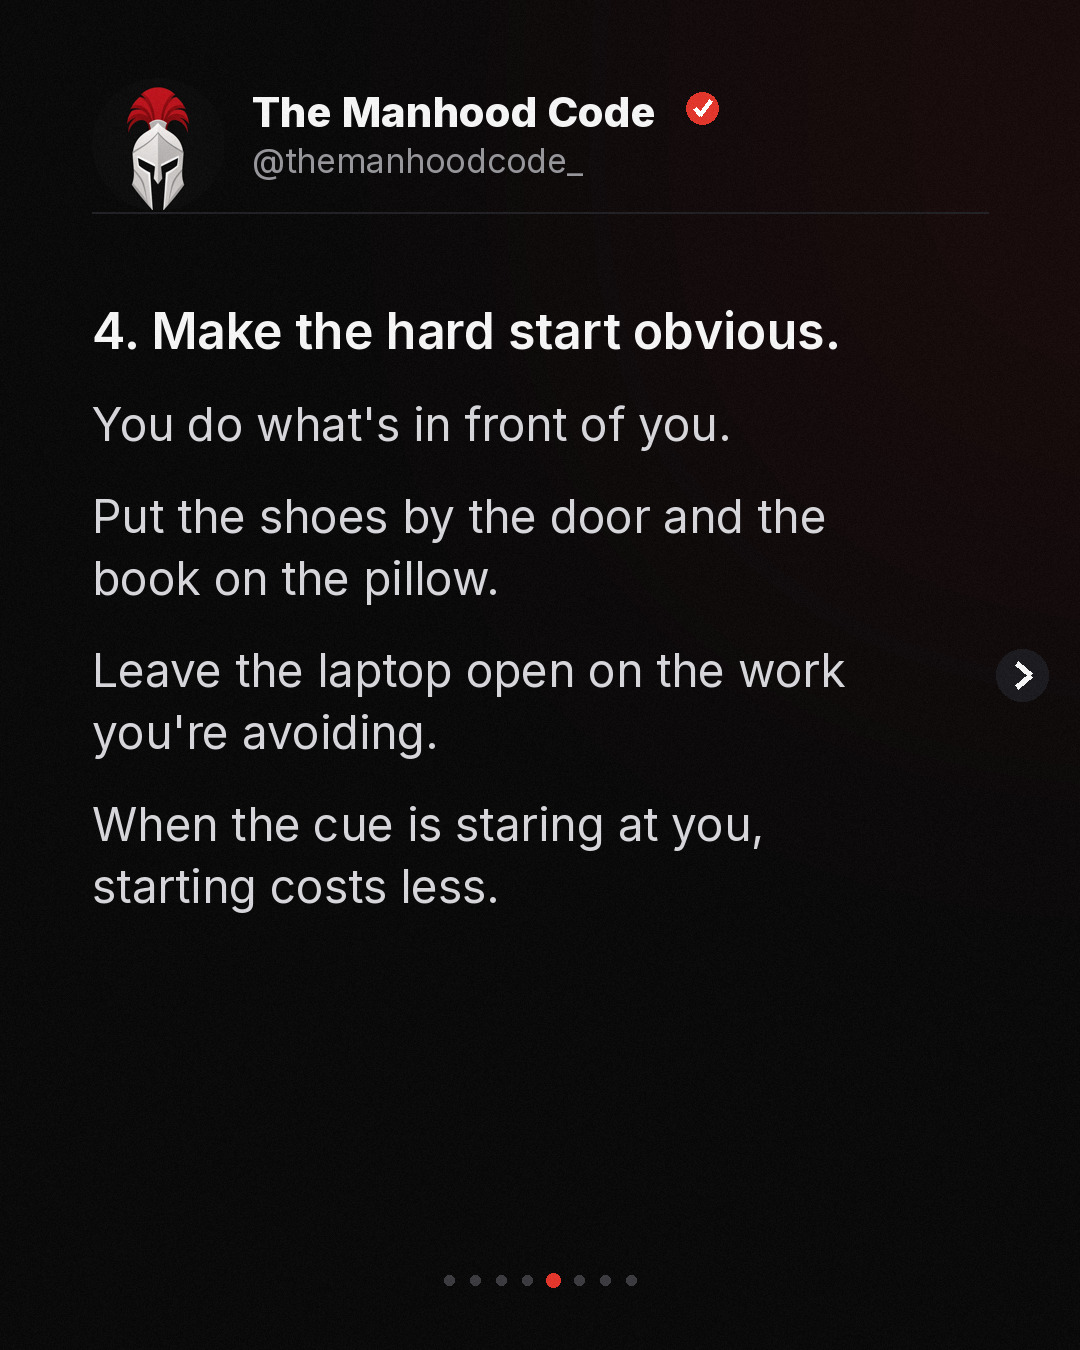 The Manhood Code
@themanhoodcode_
4. Make the hard start obvious.
You do what's in front of you.
Put the shoes by the door and the
book on the pillow.
Leave the laptop open on the work
you're avoiding.
When the cue is staring at you,
starting costs less.